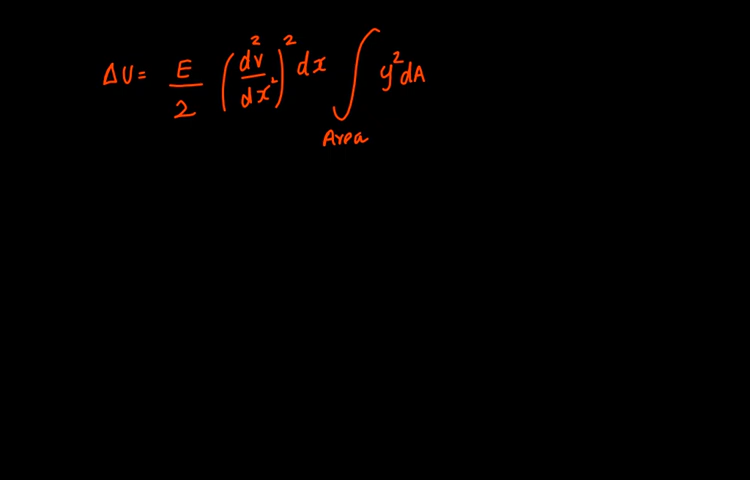 ΔU = E/2 (d²v/dx²)² dx ∫ y² dA
Area